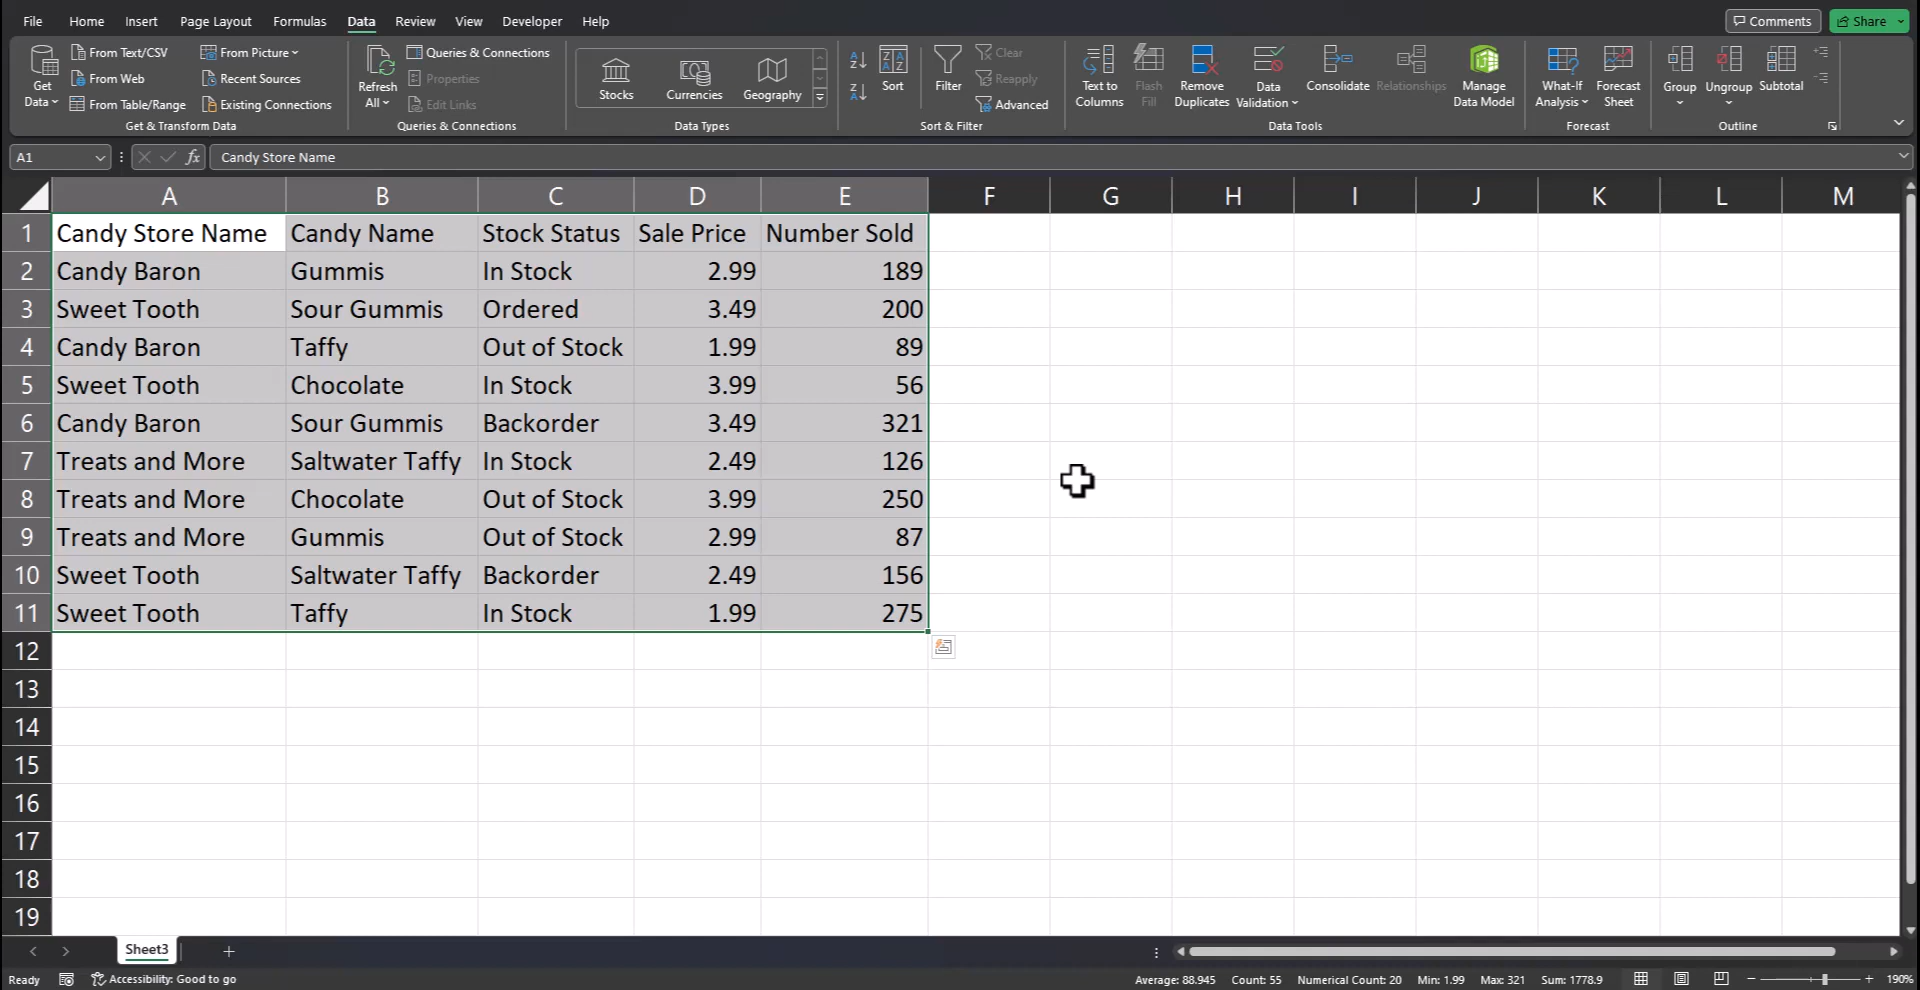 File Home Insert Page Layout Formulas Data Review View Developer Help Comments Share
Get Data
From Text/CSV
From Web
From Table/Range
From Picture
Recent Sources
Existing Connections
Get & Transform Data
Refresh All
Queries & Connections
Properties
Edit Links
Queries & Connections
Stocks Currencies Geography
Data Types
Sort
Filter
Clear
Reapply
Advanced
Sort & Filter
Text to Columns
Flash Fill
Remove Duplicates
Data Validation
Consolidate
Relationships
Manage Data Model
Data Tools
What-If Analysis
Forecast Sheet
Forecast
Group
Ungroup
Subtotal
Outline
A1 fx Candy Store Name
A B C D E F G H I J K L M
1 Candy Store Name Candy Name Stock Status Sale Price Number Sold
2 Candy Baron Gummis In Stock 2.99 189
3 Sweet Tooth Sour Gummis Ordered 3.49 200
4 Candy Baron Taffy Out of Stock 1.99 89
5 Sweet Tooth Chocolate In Stock 3.99 56
6 Candy Baron Sour Gummis Backorder 3.49 321
7 Treats and More Saltwater Taffy In Stock 2.49 126
8 Treats and More Chocolate Out of Stock 3.99 250
9 Treats and More Gummis Out of Stock 2.99 87
10 Sweet Tooth Saltwater Taffy Backorder 2.49 156
11 Sweet Tooth Taffy In Stock 1.99 275
12
13
14
15
16
17
18
19
Sheet3
Ready Accessibility: Good to go Average: 88.945 Count: 55 Numerical Count: 20 Min: 1.99 Max: 321 Sum: 1778.9 190%